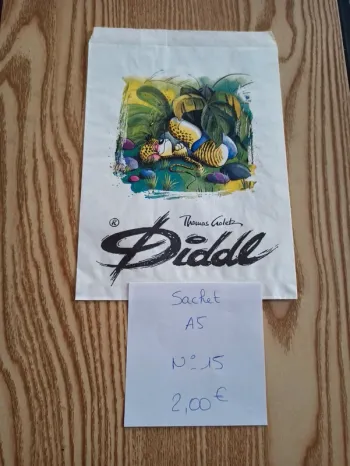 ® Thomas Goletz
Diddl
Sachet
A5
N° 15
2,00 €